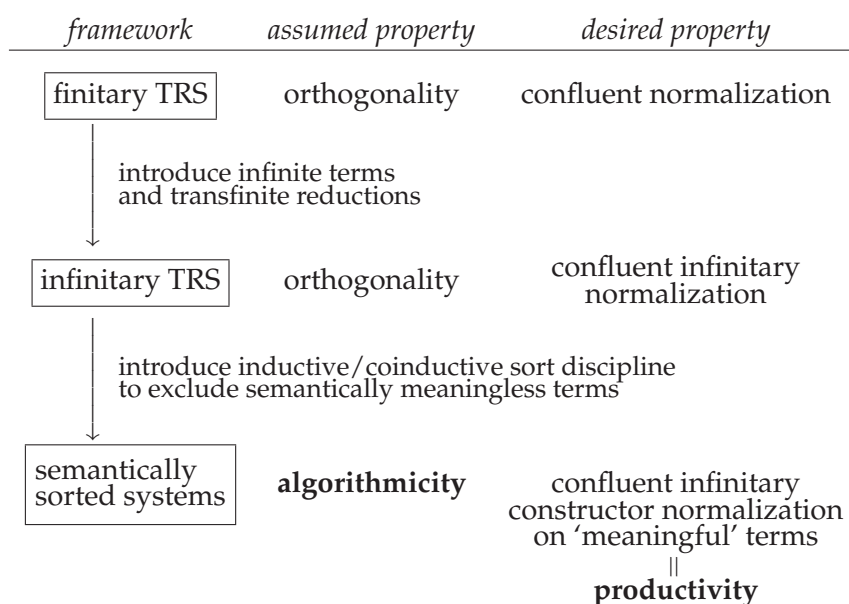 framework assumed property desired property
finitary TRS orthogonality confluent normalization
introduce infinite terms
and transfinite reductions
infinitary TRS orthogonality confluent infinitary
normalization
introduce inductive/coinductive sort discipline
to exclude semantically meaningless terms
semantically
sorted systems
algorithmicity
confluent infinitary
constructor normalization
on ‘meaningful’ terms
=
productivity